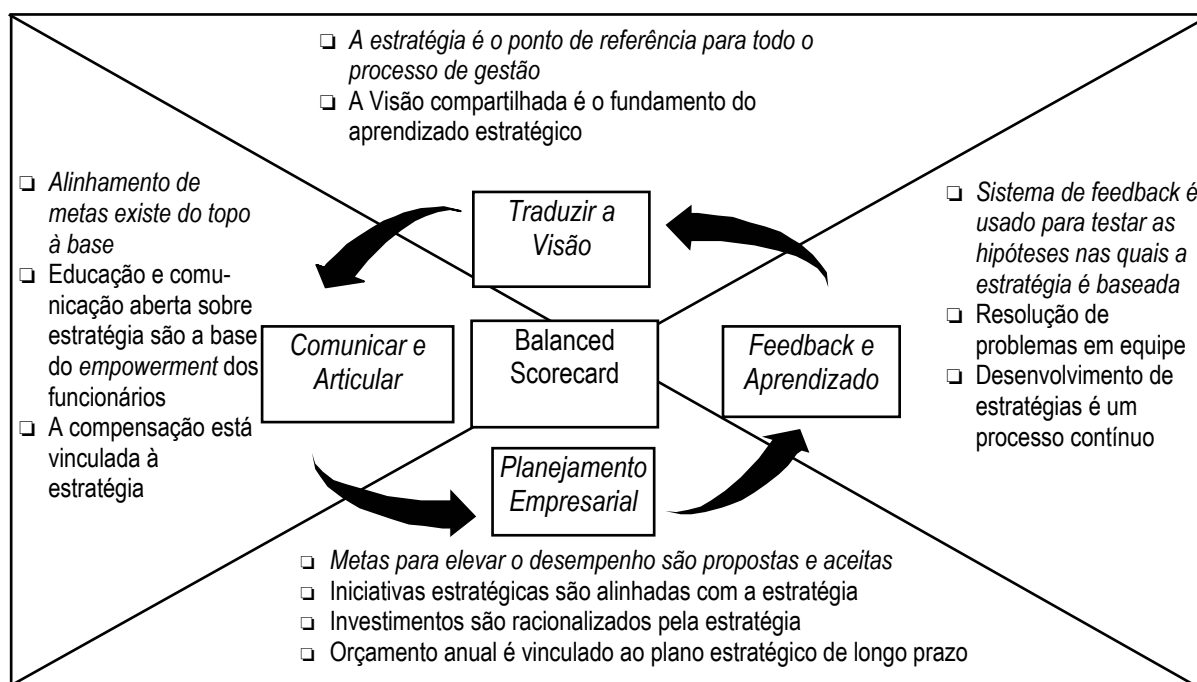 ❏ A estratégia é o ponto de referência para todo o
processo de gestão
❏ A Visão compartilhada é o fundamento do
aprendizado estratégico
❏ Alinhamento de
metas existe do topo
à base
❏ Educação e comu-
nicação aberta sobre
estratégia são a base
do empowerment dos
funcionários
❏ A compensação está
vinculada à
estratégia
Traduzir a
Visão
Comunicar e
Articular
Balanced
Scorecard
Feedback e
Aprendizado
Planejamento
Empresarial
❏ Sistema de feedback é
usado para testar as
hipóteses nas quais a
estratégia é baseada
❏ Resolução de
problemas em equipe
❏ Desenvolvimento de
estratégias é um
processo contínuo
❏ Metas para elevar o desempenho são propostas e aceitas
❏ Iniciativas estratégicas são alinhadas com a estratégia
❏ Investimentos são racionalizados pela estratégia
❏ Orçamento anual é vinculado ao plano estratégico de longo prazo